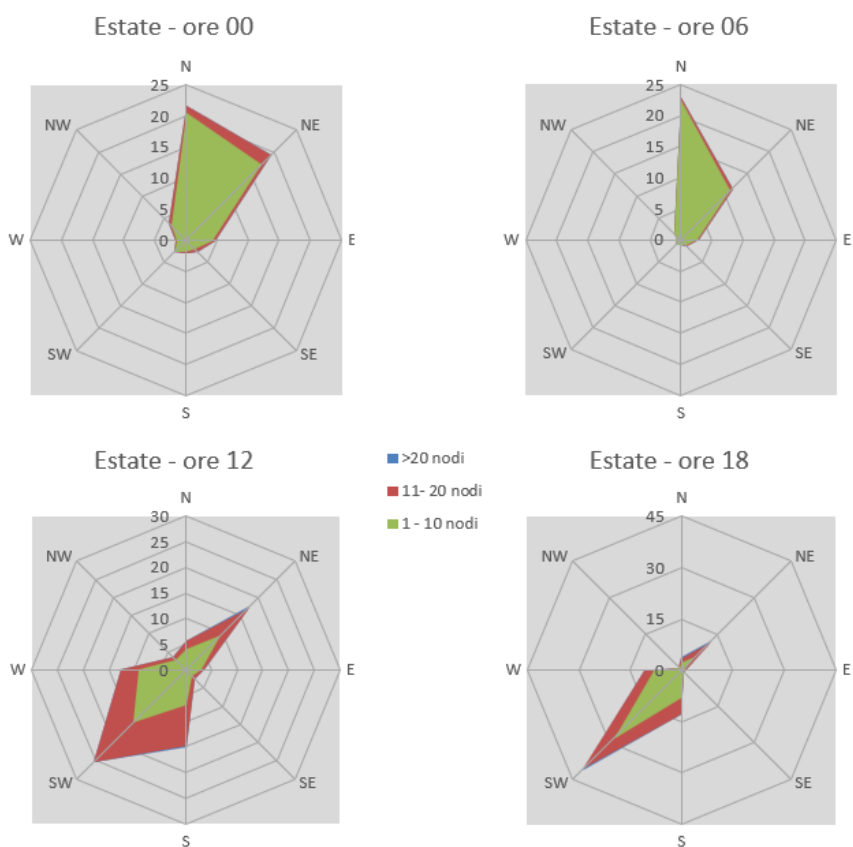 Estate - ore 00
N
NE
E
SE
S
SW
W
NW
25
20
15
10
5
0
Estate - ore 06
N
NE
E
SE
S
SW
W
NW
25
20
15
10
5
0
Estate - ore 12
N
NE
E
SE
S
SW
W
NW
30
25
20
15
10
5
0
>20 nodi
11- 20 nodi
1 - 10 nodi
Estate - ore 18
N
NE
E
SE
S
SW
W
NW
45
30
15
0